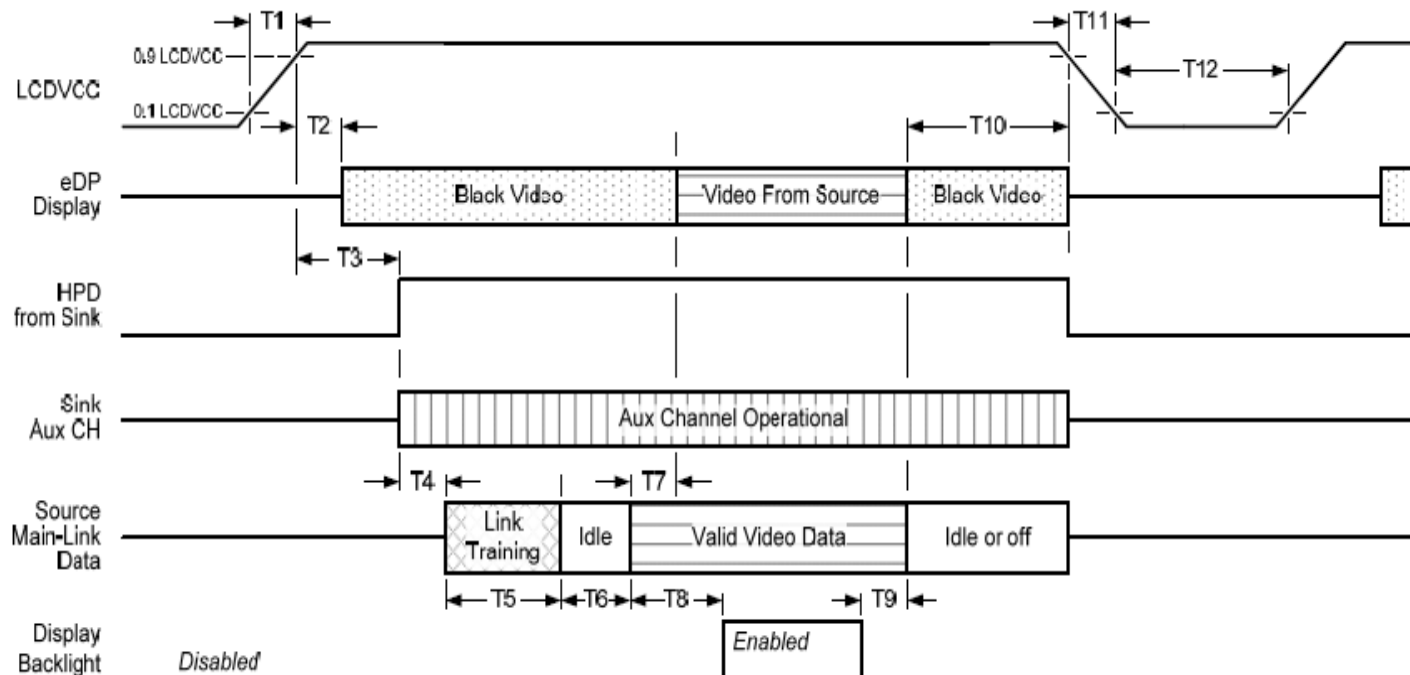 T1
T11
0.9 LCDVCC
T12
LCDVCC
0.1 LCDVCC
T2
T10
eDP
Display
Black Video
Video From Source
Black Video
T3
HPD
from Sink
Sink
Aux CH
Aux Channel Operational
T4
T7
Source
Main-Link
Data
Link
Training
Idle
Valid Video Data
Idle or off
T5
T6
T8
T9
Display
Backlight
Disabled
Enabled